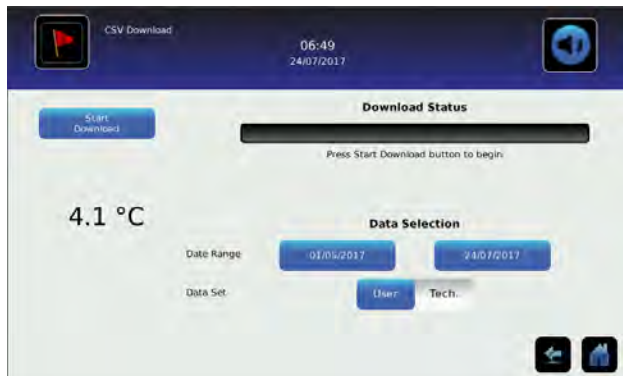 CSV Download
06:49
24/07/2017
Start
Download
Download Status
Press Start Download button to begin
4.1 °C
Data Selection
Date Range
01/05/2017
24/07/2017
Data Set
User
Tech.